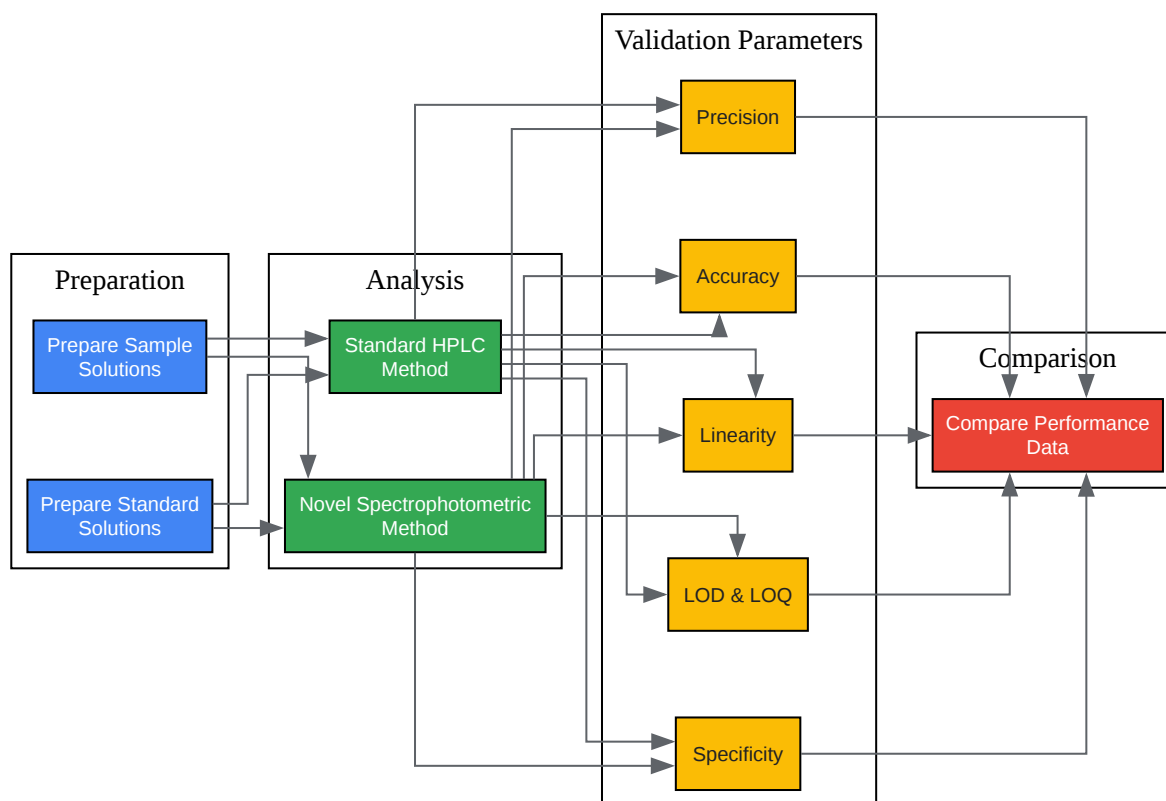 Preparation
Prepare Sample
Solutions
Prepare Standard
Solutions
Analysis
Standard HPLC
Method
Novel Spectrophotometric
Method
Validation Parameters
Precision
Accuracy
Linearity
LOD & LOQ
Specificity
Comparison
Compare Performance
Data